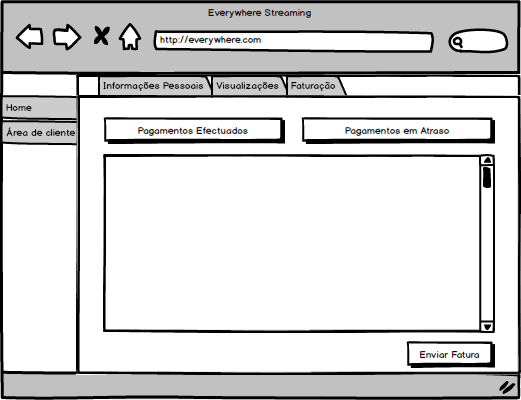 Everywhere Streaming
http://everywhere.com
Informações Pessoais
Visualizações
Faturação
Home
Área de cliente
Pagamentos Efectuados
Pagamentos em Atraso
Enviar Fatura